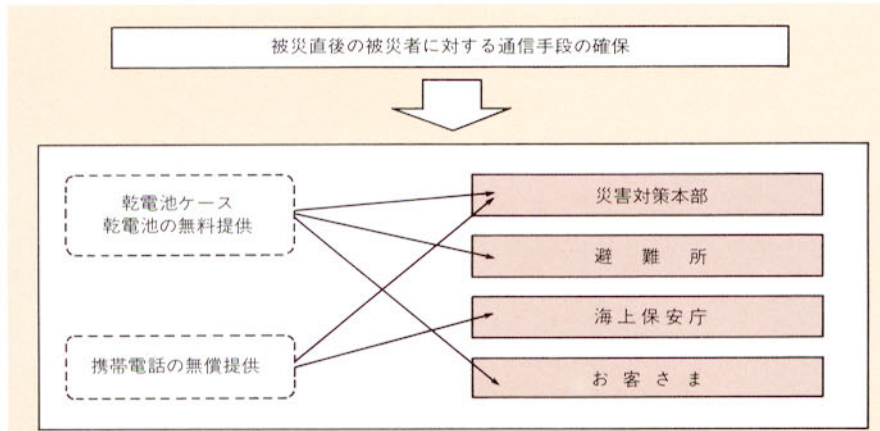 被災直後の被災者に対する通信手段の確保
乾電池ケース
乾電池の無料提供
災害対策本部
避難所
海上保安庁
携帯電話の無償提供
お客さま